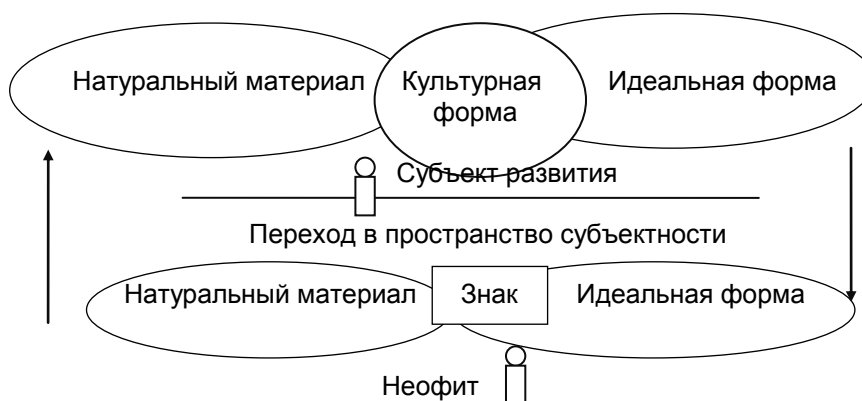 Натуральный материал
Культурная
форма
Идеальная форма
Субъект развития
Переход в пространство субъектности
Натуральный материал
Знак
Идеальная форма
Неофит